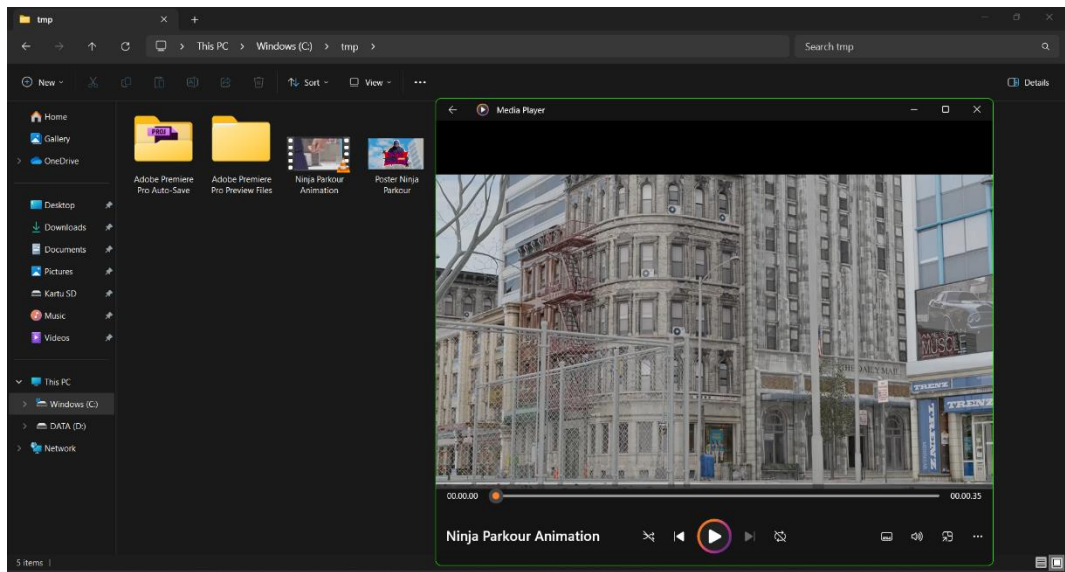 tmp
This PC > Windows (C:) > tmp >
Search tmp
New
Sort
View
Details
Home
Gallery
OneDrive
Desktop
Downloads
Documents
Pictures
Kartu SD
Music
Videos
This PC
Windows (C:)
DATA (D:)
Network
PROJ
Adobe Premiere
Pro Auto-Save
Adobe Premiere
Pro Preview Files
Ninja Parkour
Animation
Poster Ninja
Parkour
Media Player
MUSCLE
THE DAILY MAIL
TRENZ
TRENZ
TRENZ
00.00.00
00.00.35
Ninja Parkour Animation
5 items